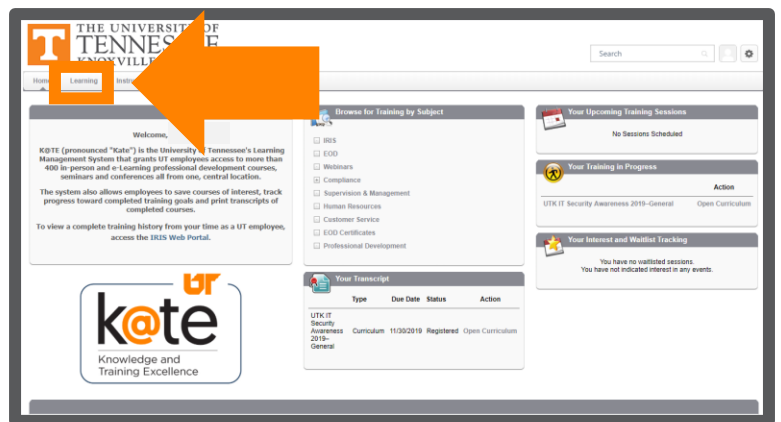 THE UNIVERSITY OF
TENNESSEE
KNOXVILLE
Search
Home Learning
Welcome,
K@TE (pronounced "Kate") is the University of Tennessee's Learning
Management System that grants UT employees access to more than
400 in-person and e-Learning professional development courses,
seminars and conferences all from one, central location.
The system also allows employees to save courses of interest, track
progress toward completed training goals and print transcripts of
completed courses.
To view a complete training history from your time as a UT employee,
access the IRIS Web Portal.
UT
k@te
Knowledge and
Training Excellence
Browse for Training by Subject
IRIS
EOD
Webinars
Compliance
Supervision & Management
Human Resources
Customer Service
EOD Certificates
Professional Development
Your Transcript
Type Due Date Status Action
UTK IT
Security
Awareness Curriculum 11/30/2019 Registered Open Curriculum
2019–
General
Your Upcoming Training Sessions
No Sessions Scheduled
Your Training in Progress
Action
UTK IT Security Awareness 2019–General Open Curriculum
Your Interest and Waitlist Tracking
You have no waitlisted sessions.
You have not indicated interest in any events.